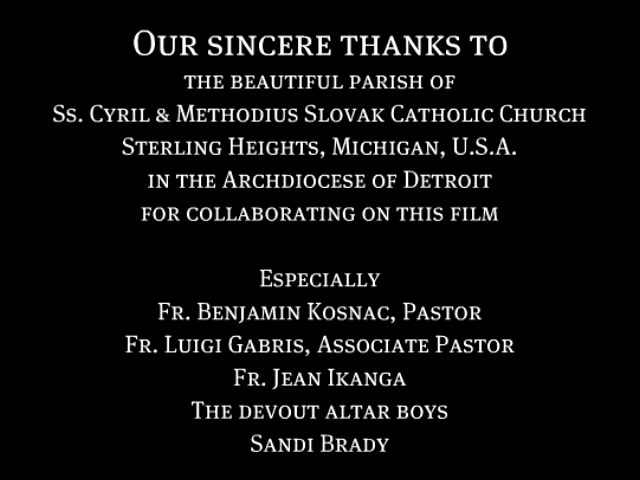 Our sincere thanks to
the beautiful parish of
Ss. Cyril & Methodius Slovak Catholic Church
Sterling Heights, Michigan, U.S.A.
in the Archdiocese of Detroit
for collaborating on this film
Especially
Fr. Benjamin Kosnac, Pastor
Fr. Luigi Gabris, Associate Pastor
Fr. Jean Ikanga
The devout altar boys
Sandi Brady